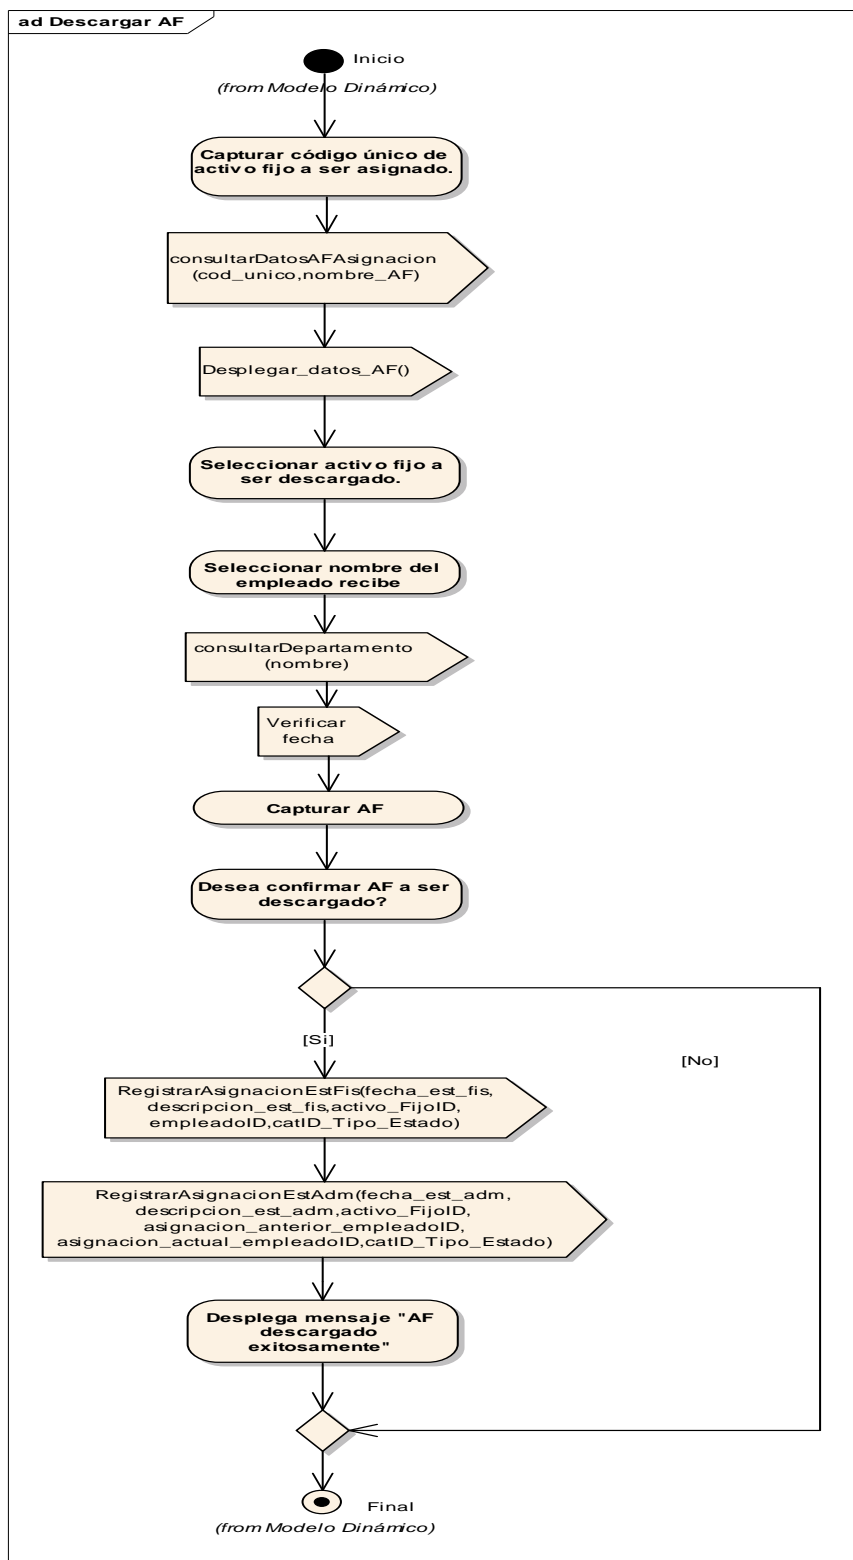 ad Descargar AF
Inicio
(from Modelo Dinámico)
Capturar código único de
activo fijo a ser asignado.
consultarDatosAFAsignacion
(cod_unico,nombre_AF)
Desplegar_datos_AF()
Seleccionar activo fijo a
ser descargado.
Seleccionar nombre del
empleado recibe
consultarDepartamento
(nombre)
Verificar
fecha
Capturar AF
Desea confirmar AF a ser
descargado?
[Si]
[No]
RegistrarAsignacionEstFis(fecha_est_fis,
descripcion_est_fis,activo_FijoID,
empleadoID,catID_Tipo_Estado)
RegistrarAsignacionEstAdm(fecha_est_adm,
descripcion_est_adm,activo_FijoID,
asignacion_anterior_empleadoID,
asignacion_actual_empleadoID,catID_Tipo_Estado)
Desplega mensaje "AF
descargado
exitosamente"
Final
(from Modelo Dinámico)